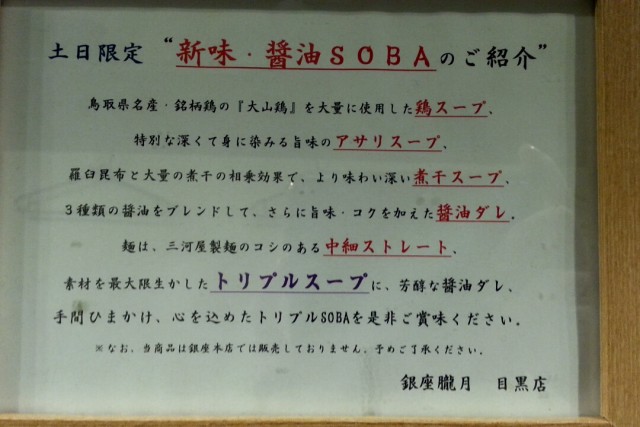 土日限定 “新味・醤油SOBAのご紹介”
鳥取県名産・銘柄鶏の『大山鶏』を大量に使用した鶏スープ、
特別な深くて身に染みる旨味のアサリスープ、
羅臼昆布と大量の煮干の相乗効果で、より味わい深い煮干スープ、
3種類の醤油をブレンドして、さらに旨味・コクを加えた醤油ダレ。
麺は、三河屋製麺のコシのある中細ストレート、
素材を最大限生かしたトリプルスープに、芳醇な醤油ダレ、
手間ひまかけ、心を込めたトリプルSOBAを是非ご賞味ください。
※なお、当商品は銀座本店では販売しておりません。予めご了承ください。
銀座朧月 目黒店